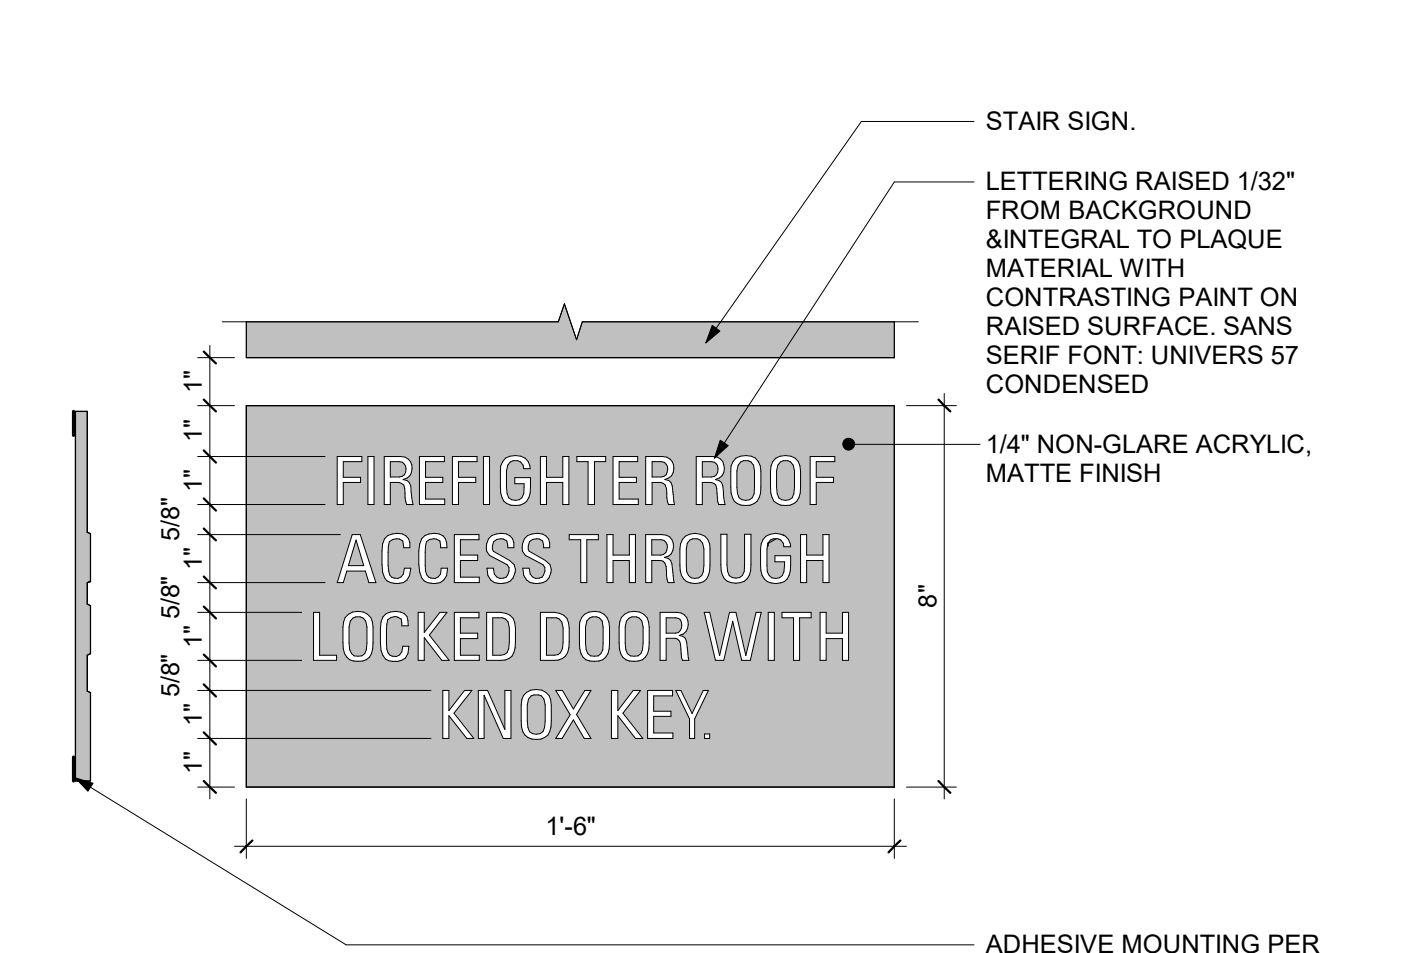 STAIR SIGN.
LETTERING RAISED 1/32"
FROM BACKGROUND
&INTEGRAL TO PLAQUE
MATERIAL WITH
CONTRASTING PAINT ON
RAISED SURFACE. SANS
SERIF FONT: UNIVERS 57
CONDENSED
1/4" NON-GLARE ACRYLIC,
MATTE FINISH
1"
1"
1"
5/8"
1"
5/8"
1"
5/8"
1"
1"
FIREFIGHTER ROOF
ACCESS THROUGH
LOCKED DOOR WITH
KNOX KEY.
8"
1'-6"
ADHESIVE MOUNTING PER